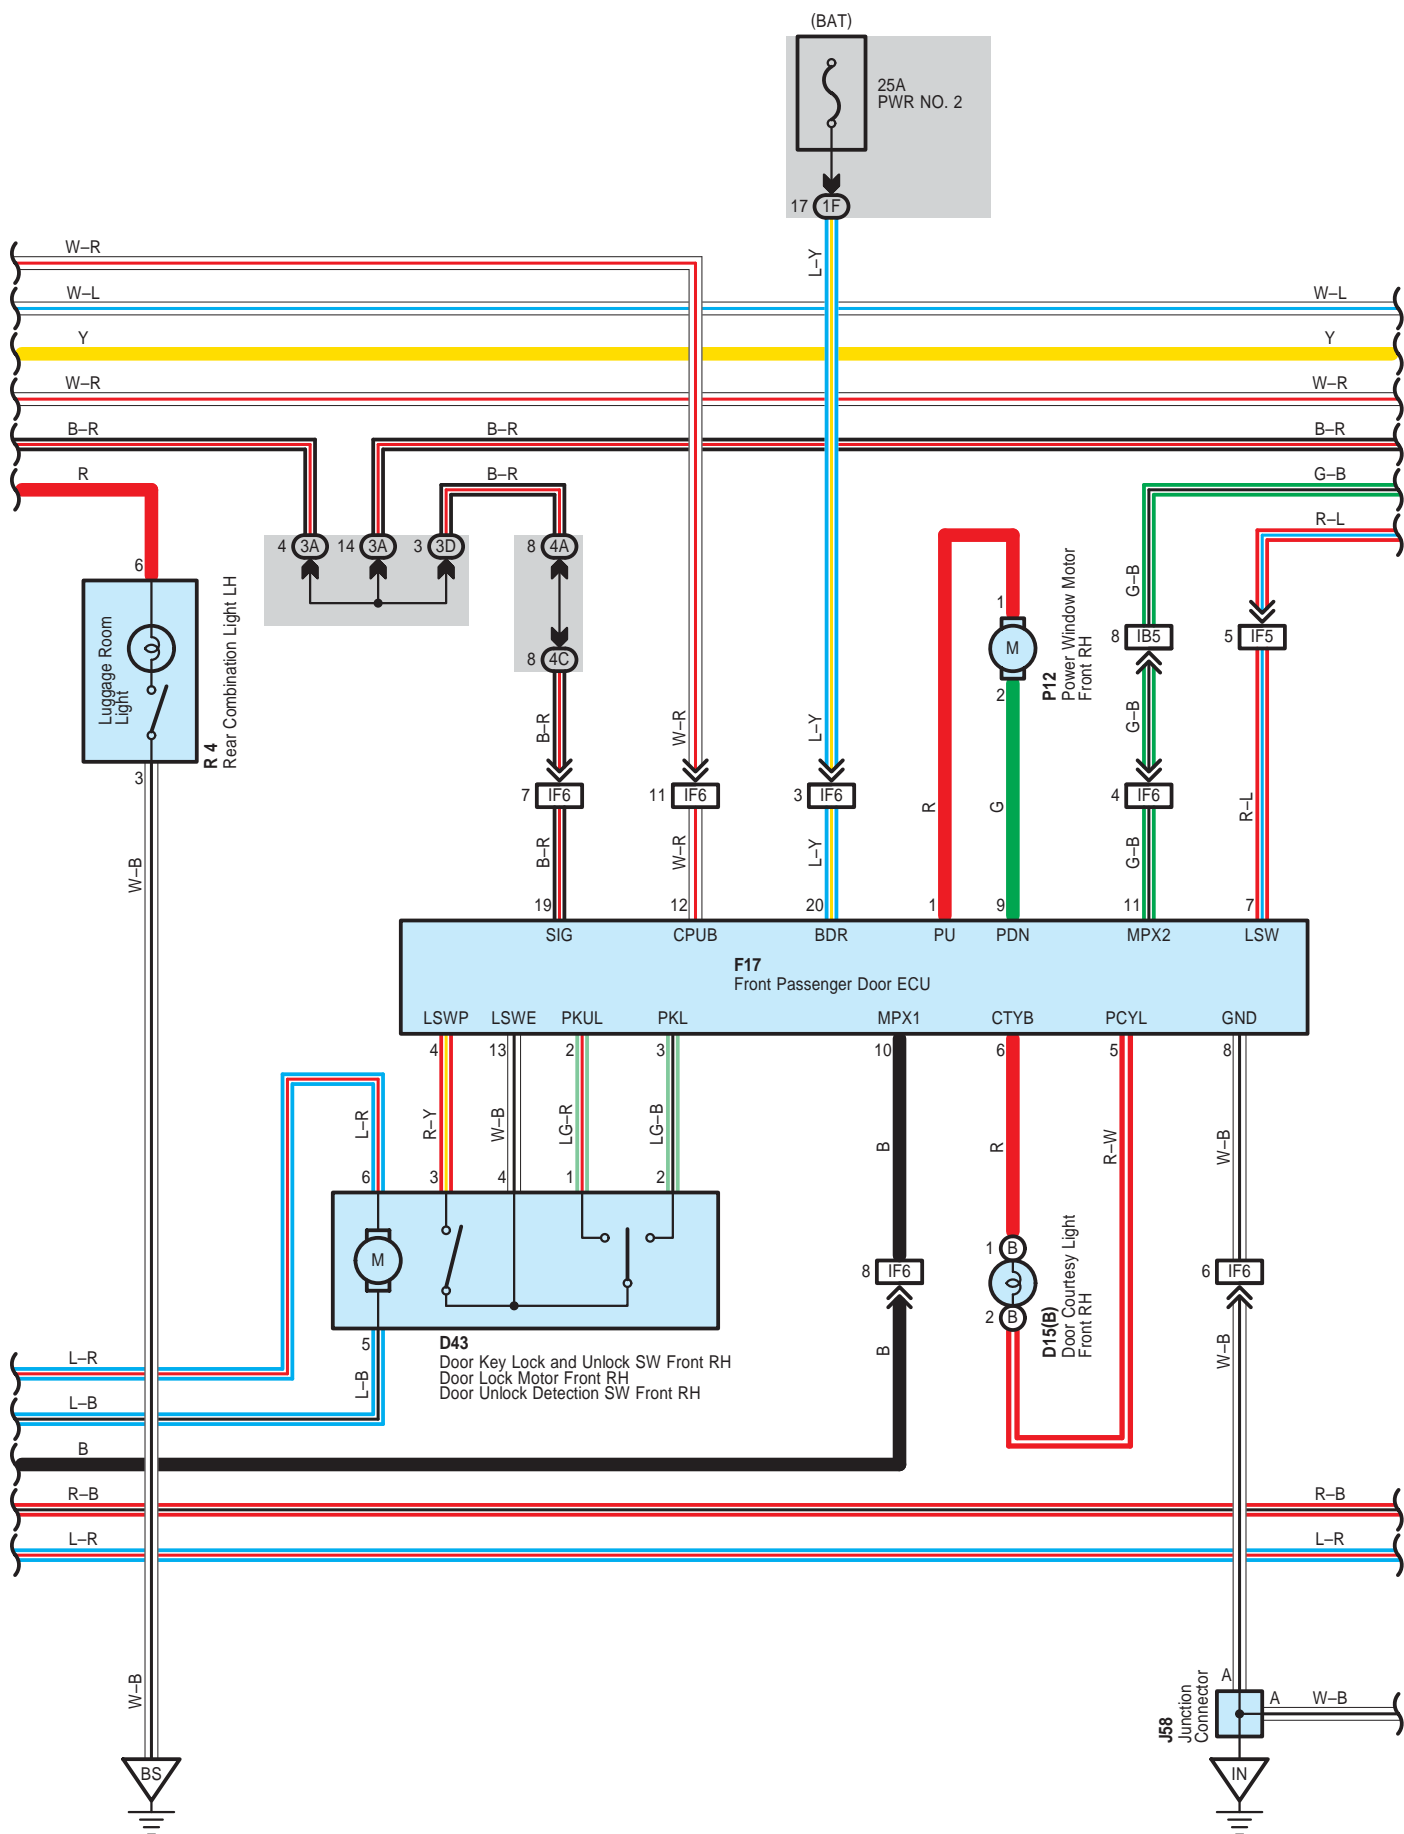 (BAT)
25A
PWR NO. 2
17 1F
W–R
L–Y
W–L W–L
Y Y
W–R W–R
B–R B–R B–R
R B–R G–B
R–L
4 3A 14 3A 3 3D 8 4A
6
8 4C
Luggage Room
Light
R 4
Rear Combination Light LH
3
1
M
2
P12
Power Window Motor
Front RH
G–B
8 IB5
5 IF5
B–R W–R L–Y G–B
7 IF6 11 IF6 3 IF6 4 IF6
R G R–L
W–B B–R W–R L–Y G–B
19 12 20 1 9 11 7
SIG CPUB BDR PU PDN MPX2 LSW
F17
Front Passenger Door ECU
LSWP LSWE PKUL PKL MPX1 CTYB PCYL GND
4 13 2 3 10 6 5 8
L–R R–Y W–B LG–R LG–B B R R–W W–B
6 3 4 1 2
M
5
D43
Door Key Lock and Unlock SW Front RH
Door Lock Motor Front RH
Door Unlock Detection SW Front RH
8 IF6
1 B
2 B
D15(B)
Door Courtesy Light
Front RH
6 IF6
B W–B
L–R
L–B
L–B
B
R–B R–B
L–R L–R
W–B
A
A W–B
J58
Junction
Connector
BS IN